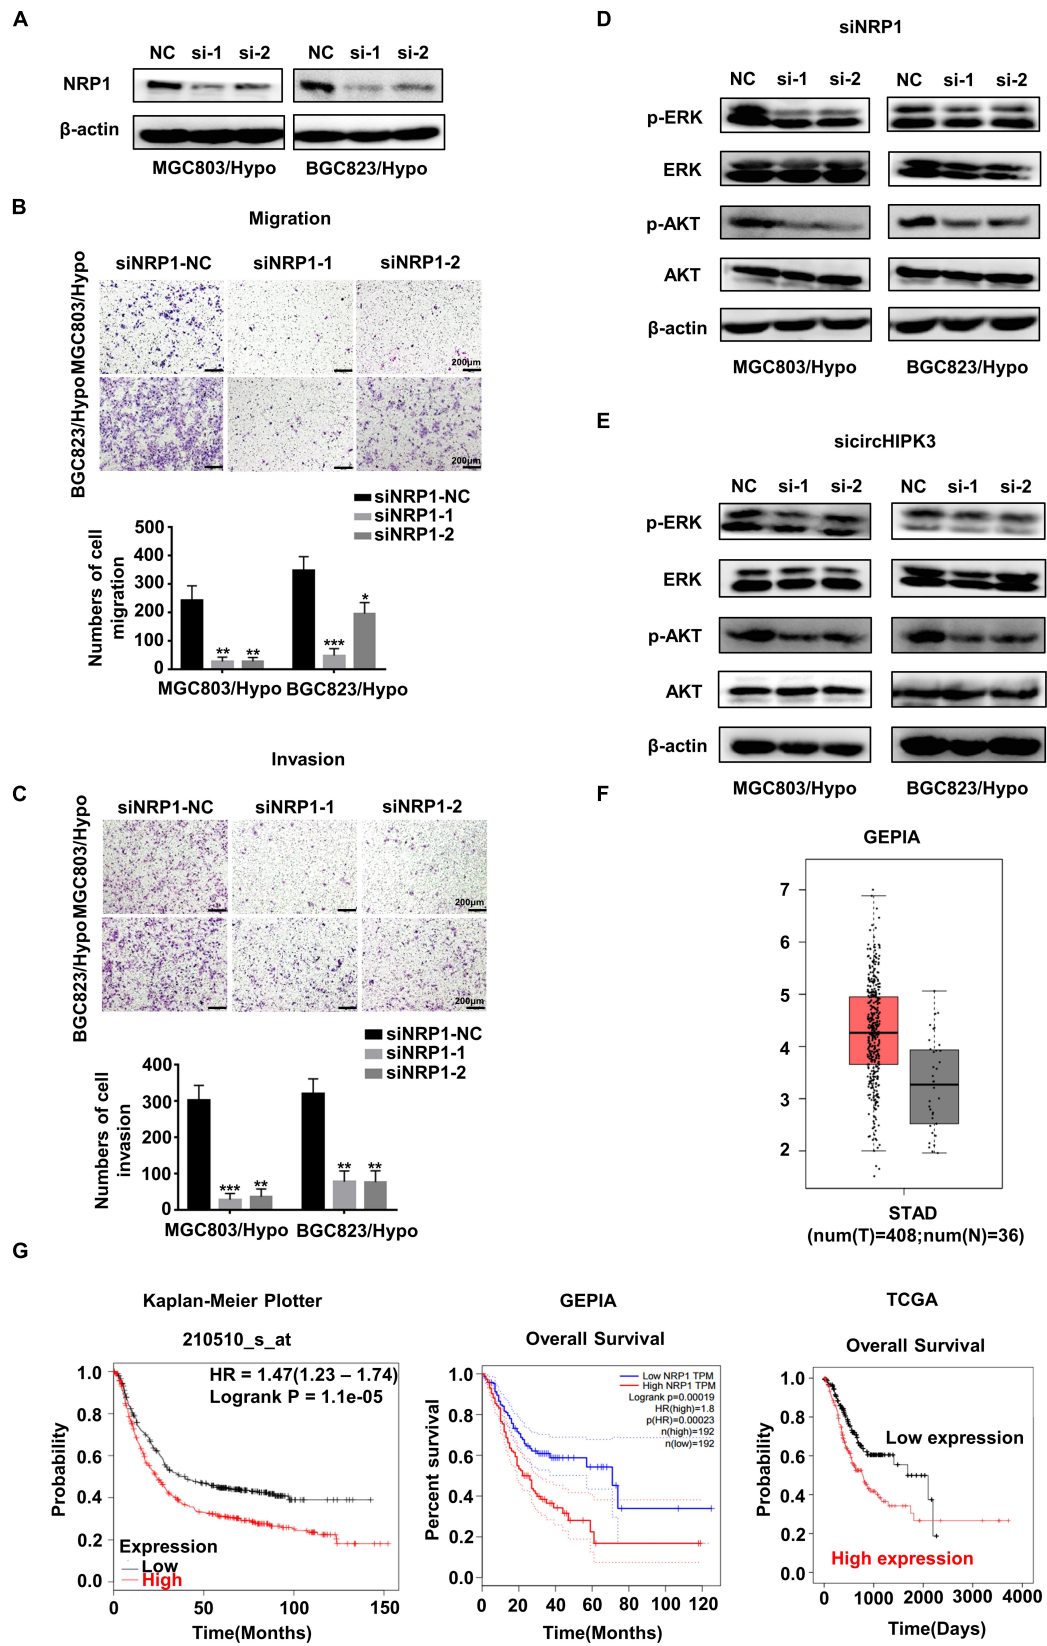 A
NC si-1 si-2 NC si-1 si-2
NRP1
β-actin
MGC803/Hypo BGC823/Hypo
B
Migration
siNRP1-NC siNRP1-1 siNRP1-2
MGC803/Hypo
200μm
BGC823/Hypo
200μm
siNRP1-NC
siNRP1-1
siNRP1-2
Numbers of cell
migration
500
400
300
200
100
0
** ** *** *
MGC803/Hypo BGC823/Hypo
Invasion
C
siNRP1-NC siNRP1-1 siNRP1-2
MGC803/Hypo
200μm
BGC823/Hypo
200μm
siNRP1-NC
siNRP1-1
siNRP1-2
Numbers of cell
invasion
400
300
200
100
0
*** ** ** **
MGC803/Hypo BGC823/Hypo
D
siNRP1
NC si-1 si-2 NC si-1 si-2
p-ERK
ERK
p-AKT
AKT
β-actin
MGC803/Hypo BGC823/Hypo
E
sicircHIPK3
NC si-1 si-2 NC si-1 si-2
p-ERK
ERK
p-AKT
AKT
β-actin
MGC803/Hypo BGC823/Hypo
F
GEPIA
7
6
5
4
3
2
STAD
(num(T)=408;num(N)=36)
G
Kaplan-Meier Plotter
210510_s_at
HR = 1.47(1.23 – 1.74)
Logrank P = 1.1e-05
Probability
1.0
0.8
0.6
0.4
0.2
0.0
Expression
Low
High
0 50 100 150
Time(Months)
GEPIA
Overall Survival
Low NRP1 TPM
High NRP1 TPM
Logrank p=0.00019
HR(high)=1.8
p(HR)=0.00023
n(high)=192
n(low)=192
Percent survival
1.0
0.8
0.6
0.4
0.2
0.0
0 20 40 60 80 100 120
Time(Months)
TCGA
Overall Survival
Low expression
High expression
Probability
1.0
0.8
0.6
0.4
0.2
0.0
0 1000 2000 3000 4000
Time(Days)